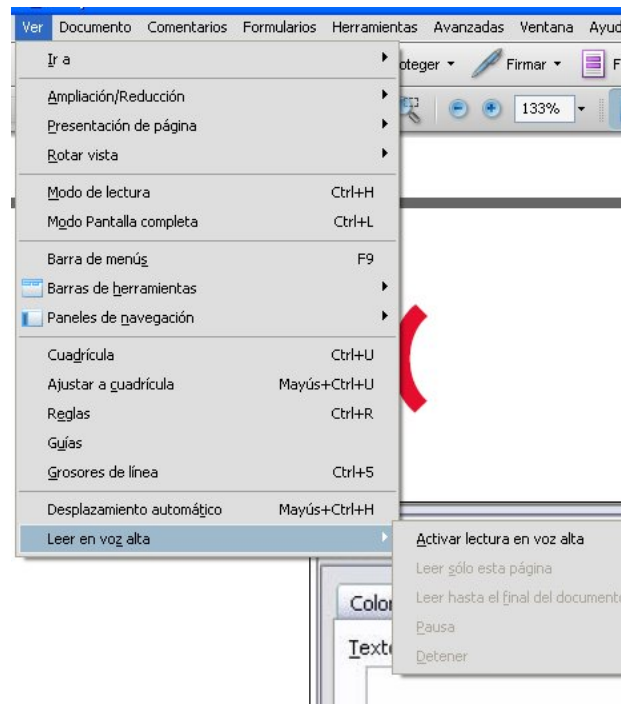 Ver Documento Comentarios Formularios Herramientas Avanzadas Ventana
Ir a
Firmar
Ampliación/Reducción
133%
Presentación de página
Rotar vista
Modo de lectura Ctrl+H
Modo Pantalla completa Ctrl+L
Barra de menús F9
Barras de herramientas
Paneles de navegación
Cuadrícula Ctrl+U
Ajustar a cuadrícula Mayús+Ctrl+U
Reglas Ctrl+R
Guías
Grosores de línea Ctrl+5
Desplazamiento automático Mayús+Ctrl+H
Leer en voz alta
Activar lectura en voz alta
Leer sólo esta página
Leer hasta el final del documento
Pausa
Detener